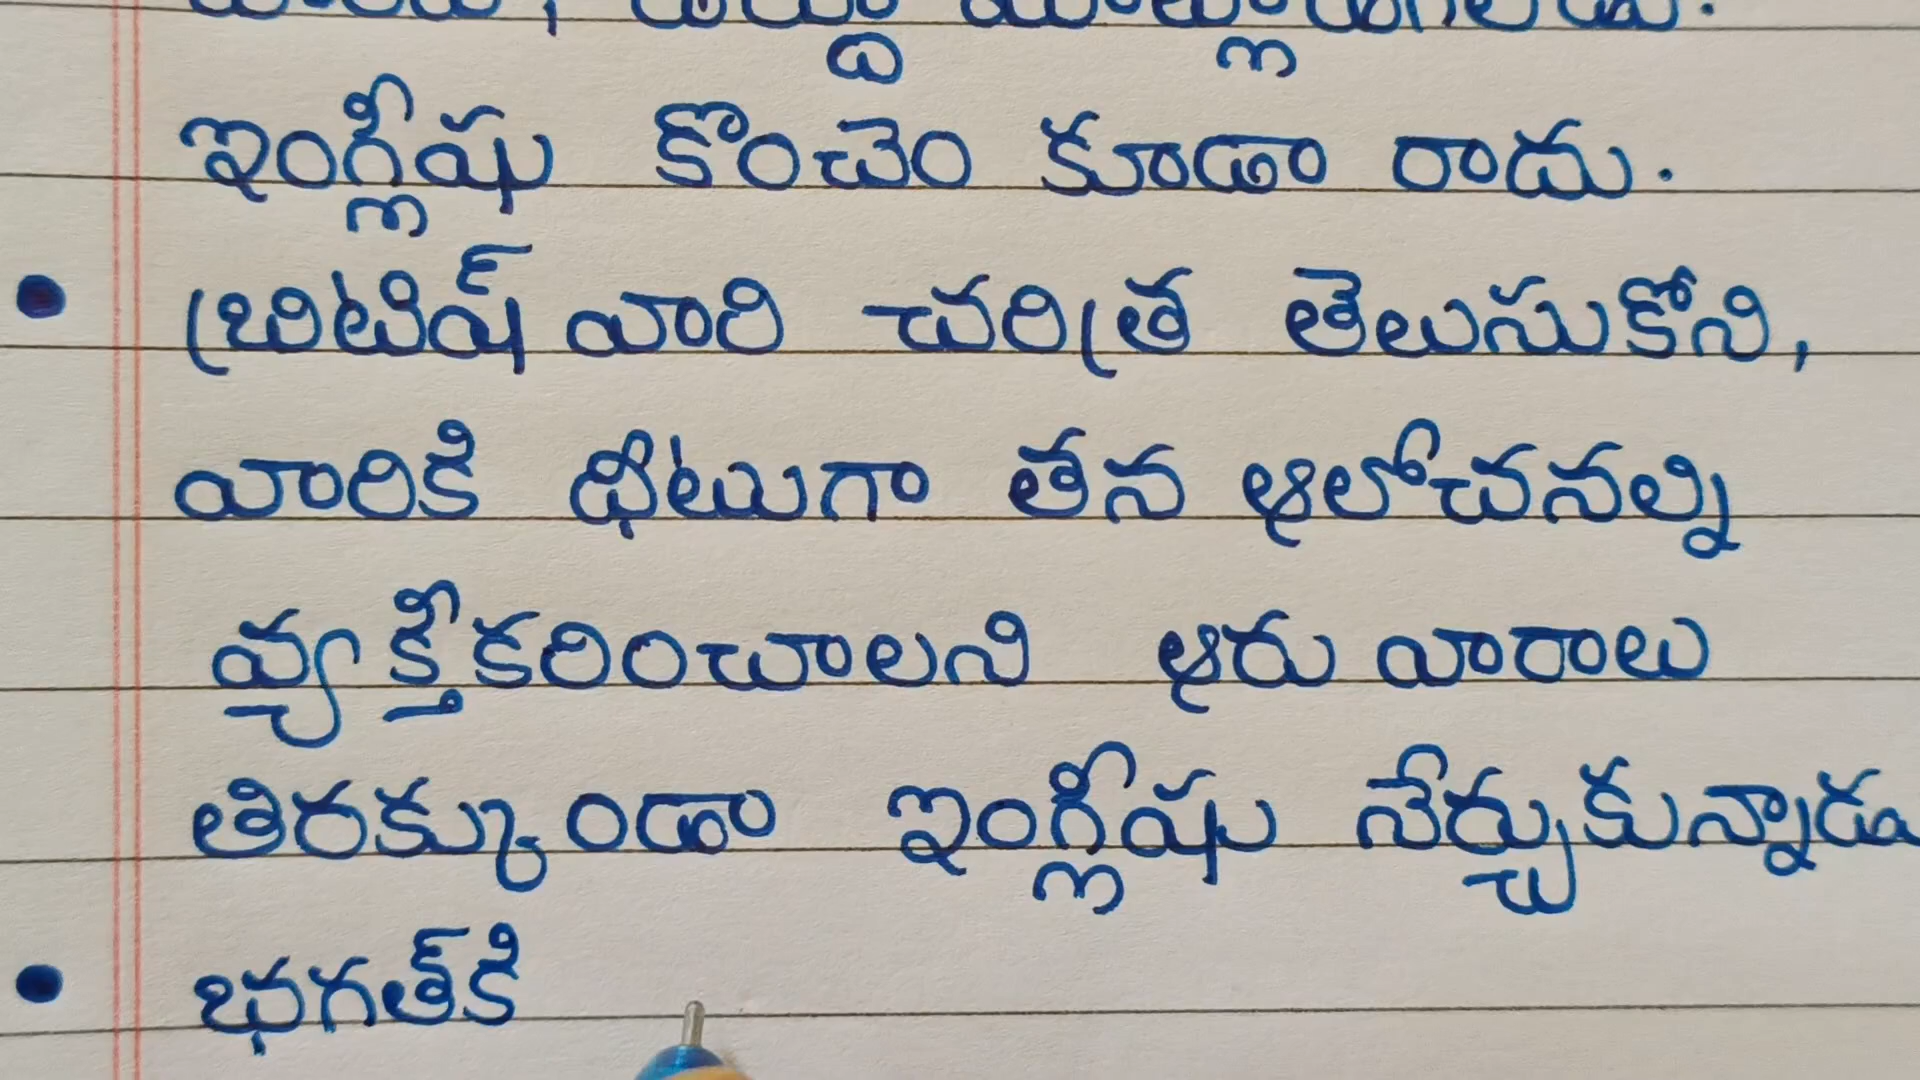 ఇంగ్లీషు కొంచెం కూడా రాదు.
• బ్రిటిష్ వారి చరిత్ర తెలుసుకోని,
వారికి ధీటుగా తన ఆలోచనల్ని
వ్యక్తీకరించాలని ఆరు వారాలు
తిరక్కుండా ఇంగ్లీషు నేర్చుకున్నాడు
• భగత్‌కి